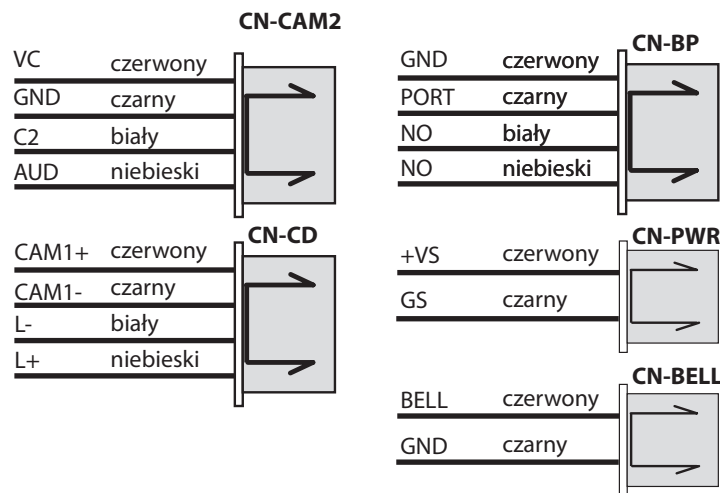 CN-CAM2
VC czerwony
GND czarny
C2 biały
AUD niebieski
CN-CD
CAM1+ czerwony
CAM1- czarny
L- biały
L+ niebieski
CN-BP
GND czerwony
PORT czarny
NO biały
NO niebieski
CN-PWR
+VS czerwony
GS czarny
CN-BELL
BELL czerwony
GND czarny